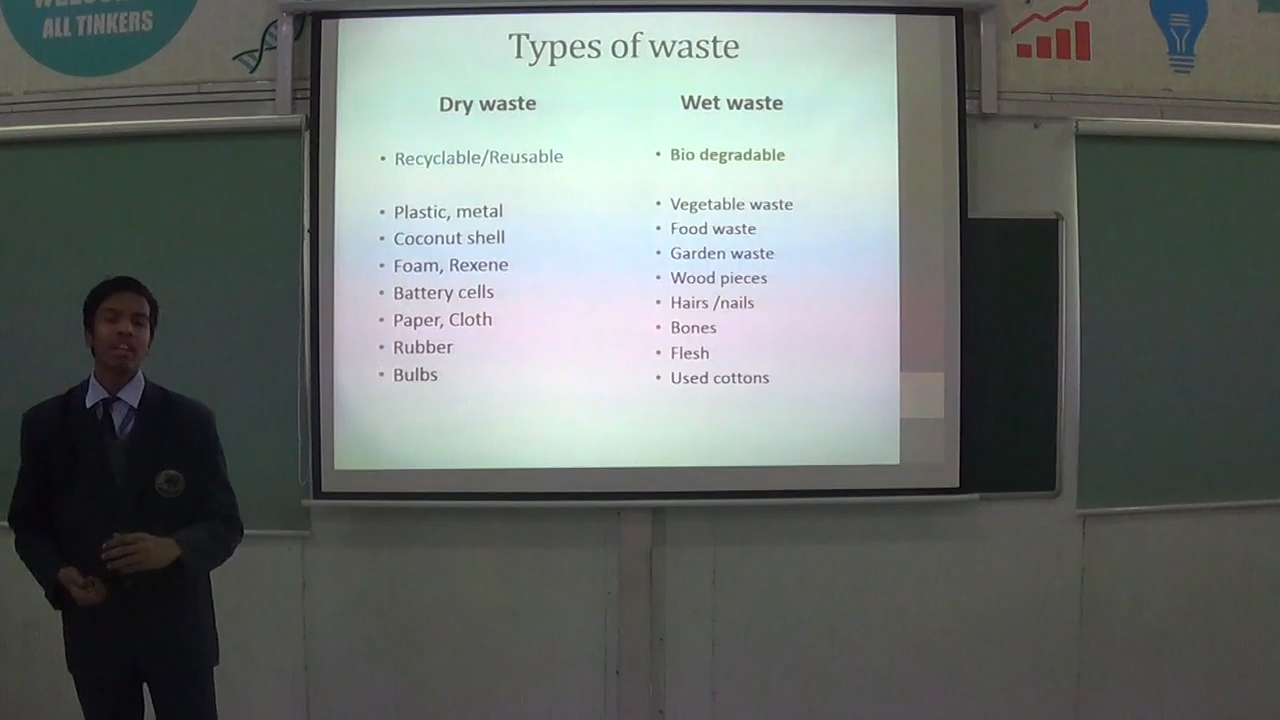 ALL TINKERS
Types of waste
Dry waste
• Recyclable/Reusable
• Plastic, metal
• Coconut shell
• Foam, Rexene
• Battery cells
• Paper, Cloth
• Rubber
• Bulbs
Wet waste
• Bio degradable
• Vegetable waste
• Food waste
• Garden waste
• Wood pieces
• Hairs /nails
• Bones
• Flesh
• Used cottons